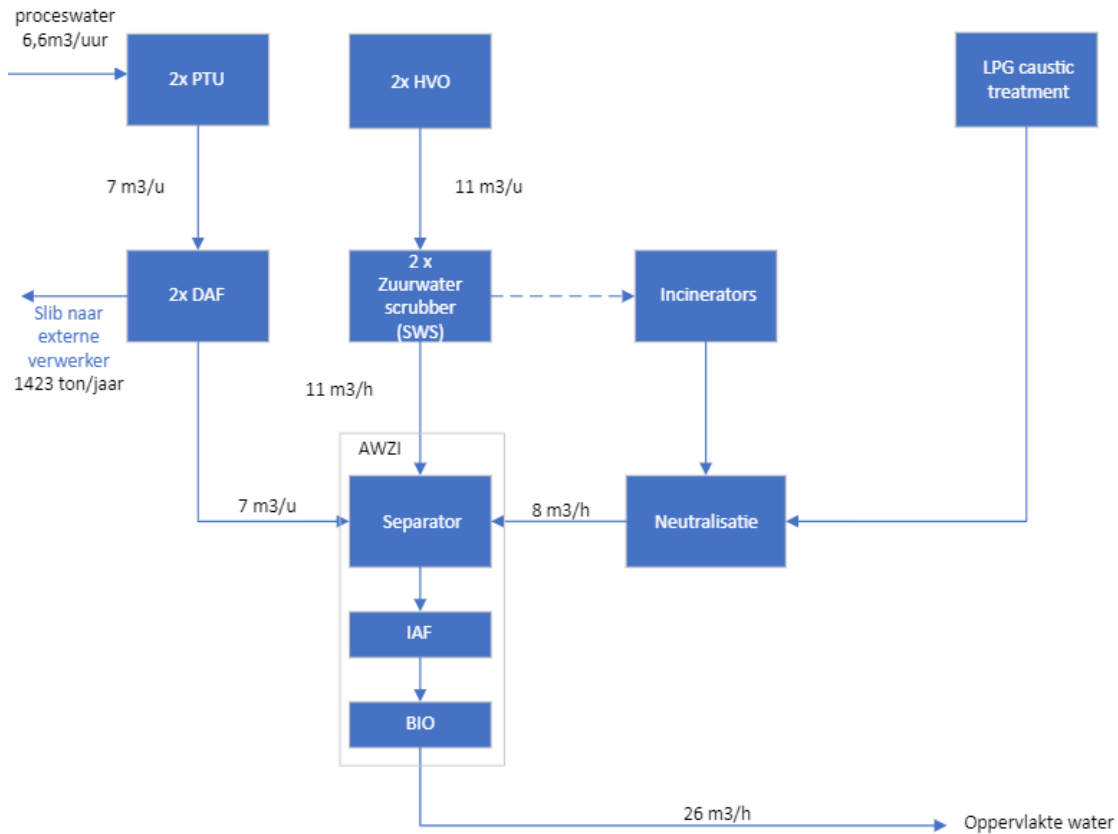 proceswater
6,6m3/uur
2x PTU
2x HVO
LPG caustic
treatment
7 m3/u
11 m3/u
2x DAF
2 x
Zuurwater
scrubber
(SWS)
Incinerators
Slib naar
externe
verwerker
1423 ton/jaar
11 m3/h
AWZI
7 m3/u
Separator
8 m3/h
Neutralisatie
IAF
BIO
26 m3/h
Oppervlakte water